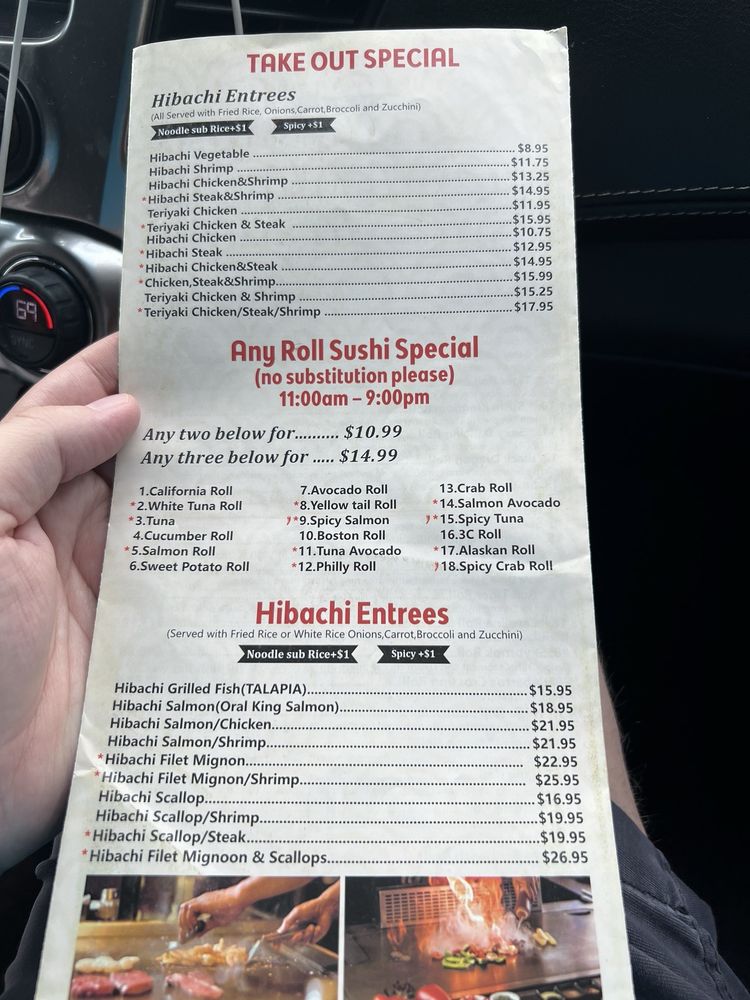 TAKE OUT SPECIAL
Hibachi Entrees
(All Served with Fried Rice, Onions,Carrot,Broccoli and Zucchini)
Noodle sub Rice+$1 Spicy +$1
Hibachi Vegetable ........ $8.95
Hibachi Shrimp ........ $11.75
Hibachi Chicken&Shrimp ........ $13.25
*Hibachi Steak&Shrimp ........ $14.95
Teriyaki Chicken ........ $11.95
*Teriyaki Chicken & Steak ........ $15.95
Hibachi Chicken ........ $10.75
*Hibachi Steak ........ $12.95
*Hibachi Chicken&Steak ........ $14.95
*Chicken,Steak&Shrimp ........ $15.99
Teriyaki Chicken & Shrimp ........ $15.25
*Teriyaki Chicken/Steak/Shrimp ........ $17.95
Any Roll Sushi Special
(no substitution please)
11:00am – 9:00pm
Any two below for.......... $10.99
Any three below for ..... $14.99
1.California Roll
*2.White Tuna Roll
*3.Tuna
4.Cucumber Roll
*5.Salmon Roll
6.Sweet Potato Roll
7.Avocado Roll
*8.Yellow tail Roll
*9.Spicy Salmon
10.Boston Roll
*11.Tuna Avocado
*12.Philly Roll
13.Crab Roll
*14.Salmon Avocado
*15.Spicy Tuna
16.3C Roll
*17.Alaskan Roll
18.Spicy Crab Roll
Hibachi Entrees
(Served with Fried Rice or White Rice Onions,Carrot,Broccoli and Zucchini)
Noodle sub Rice+$1 Spicy +$1
Hibachi Grilled Fish(TALAPIA)........ $15.95
Hibachi Salmon(Oral King Salmon)........ $18.95
Hibachi Salmon/Chicken........ $21.95
Hibachi Salmon/Shrimp........ $21.95
*Hibachi Filet Mignon........ $22.95
*Hibachi Filet Mignon/Shrimp........ $25.95
Hibachi Scallop........ $16.95
Hibachi Scallop/Shrimp........ $19.95
*Hibachi Scallop/Steak........ $19.95
*Hibachi Filet Mignoon & Scallops........ $26.95
69
SYNC